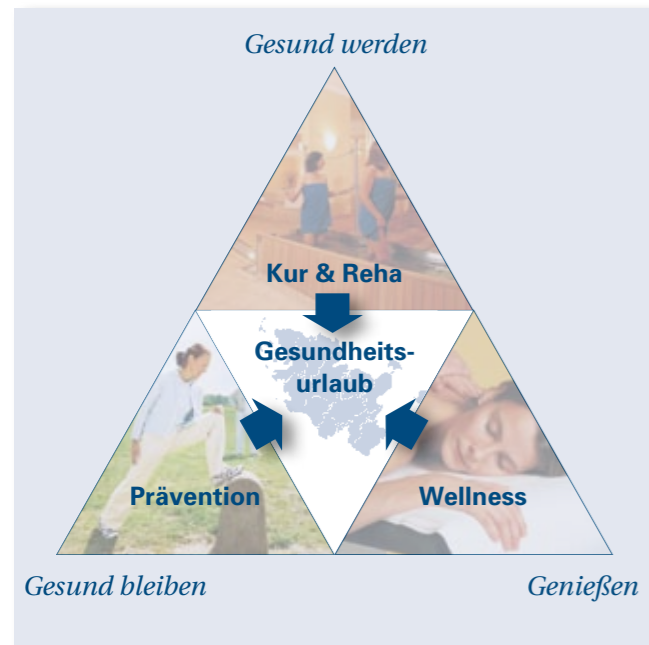 Gesund werden
Kur & Reha
Gesundheits-
urlaub
Prävention
Wellness
Gesund bleiben
Genießen